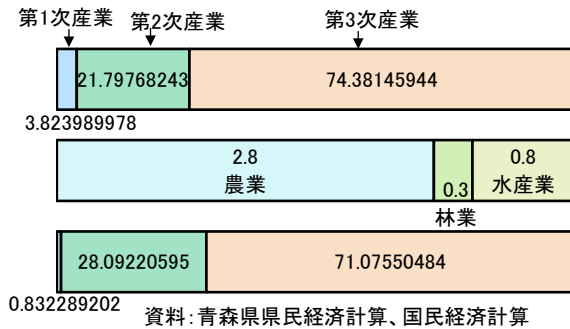 第1次産業 第2次産業 第3次産業
21.79768243 74.38145944
3.823989978
2.8 0.8
農業 0.3 水産業
林業
28.09220595 71.07550484
0.832289202
資料:青森県県民経済計算、国民経済計算